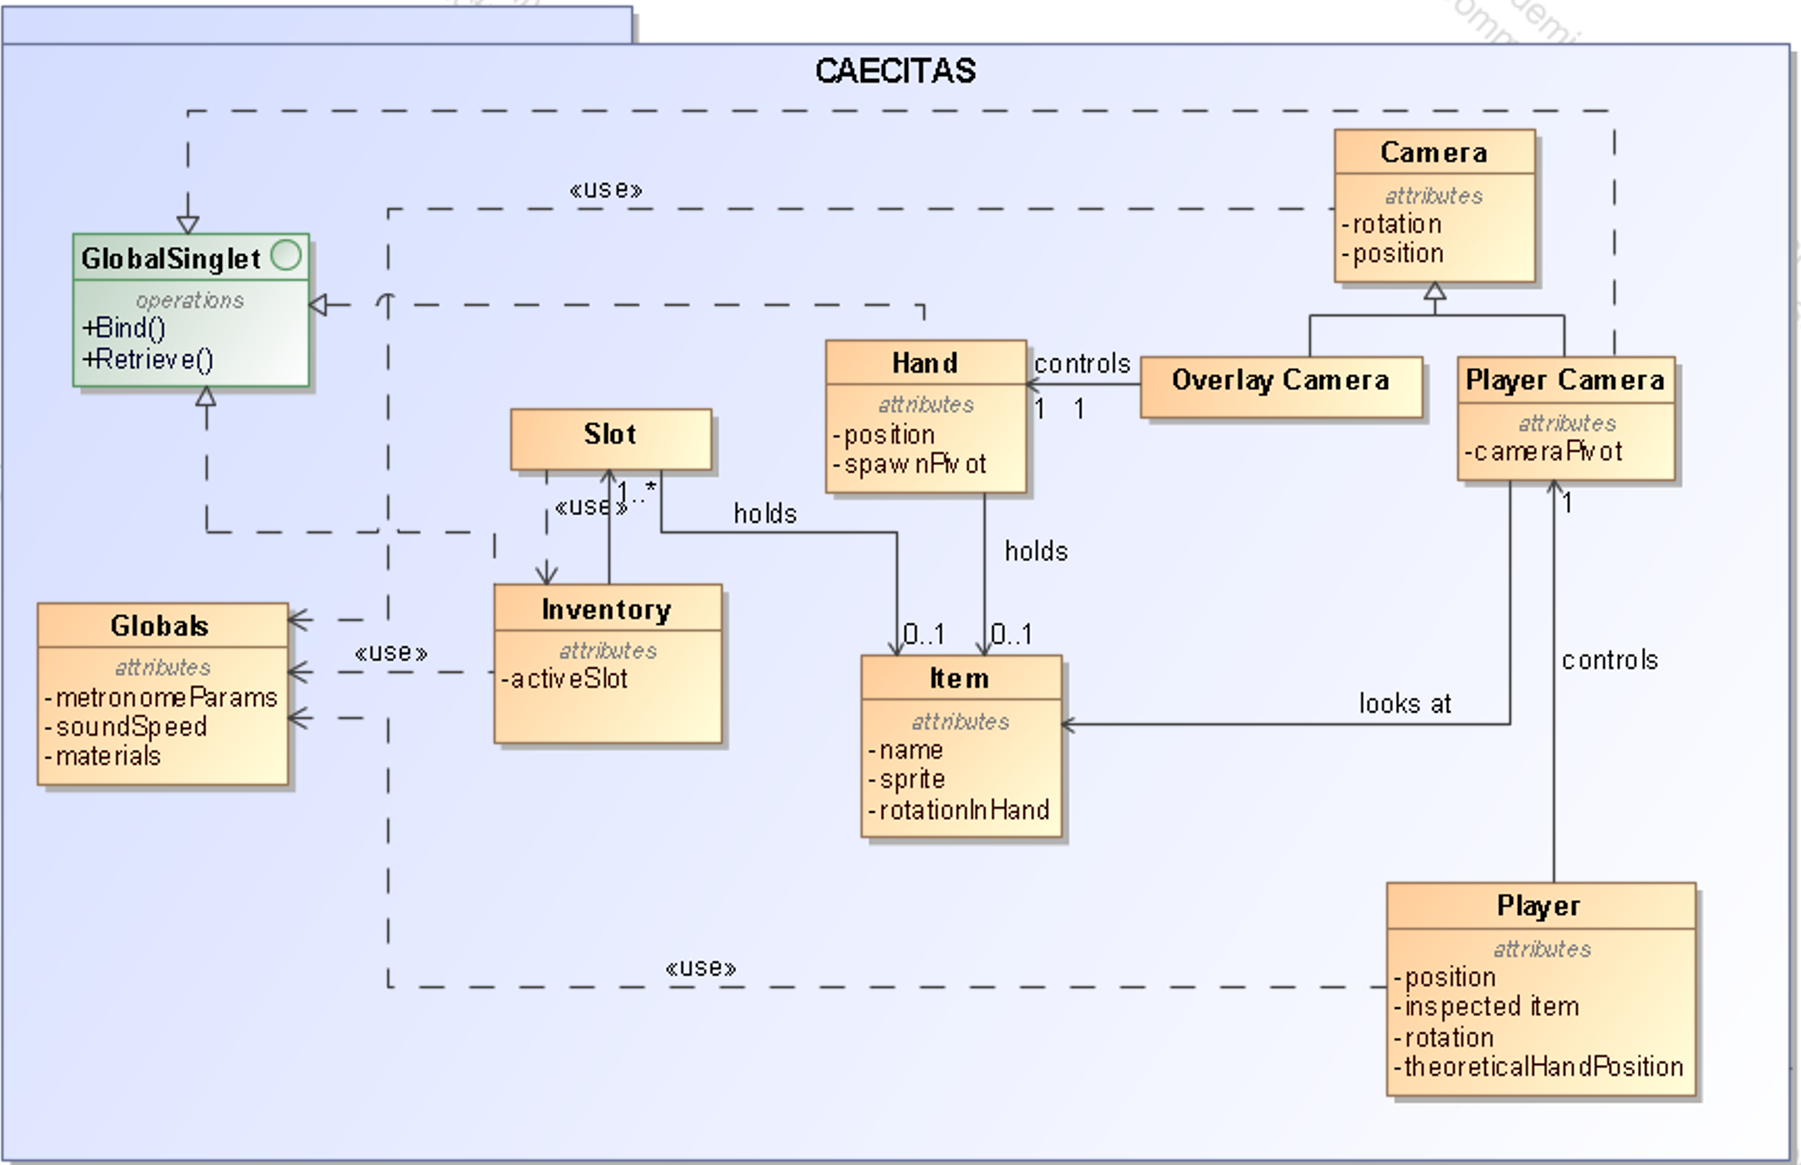 CAECITAS
Camera
attributes
-rotation
-position
«use»
GlobalSinglet
operations
+Bind()
+Retrieve()
Hand
attributes
-position
-spawnPivot
controls
1 1
Overlay Camera
Player Camera
attributes
-cameraPivot
1
Slot
1..*
«use»
holds
holds
Inventory
attributes
-activeSlot
Globals
attributes
-metronomeParams
-soundSpeed
-materials
«use»
0..1
0..1
Item
attributes
-name
-sprite
-rotationInHand
looks at
controls
«use»
Player
attributes
-position
-inspected item
-rotation
-theoreticalHandPosition